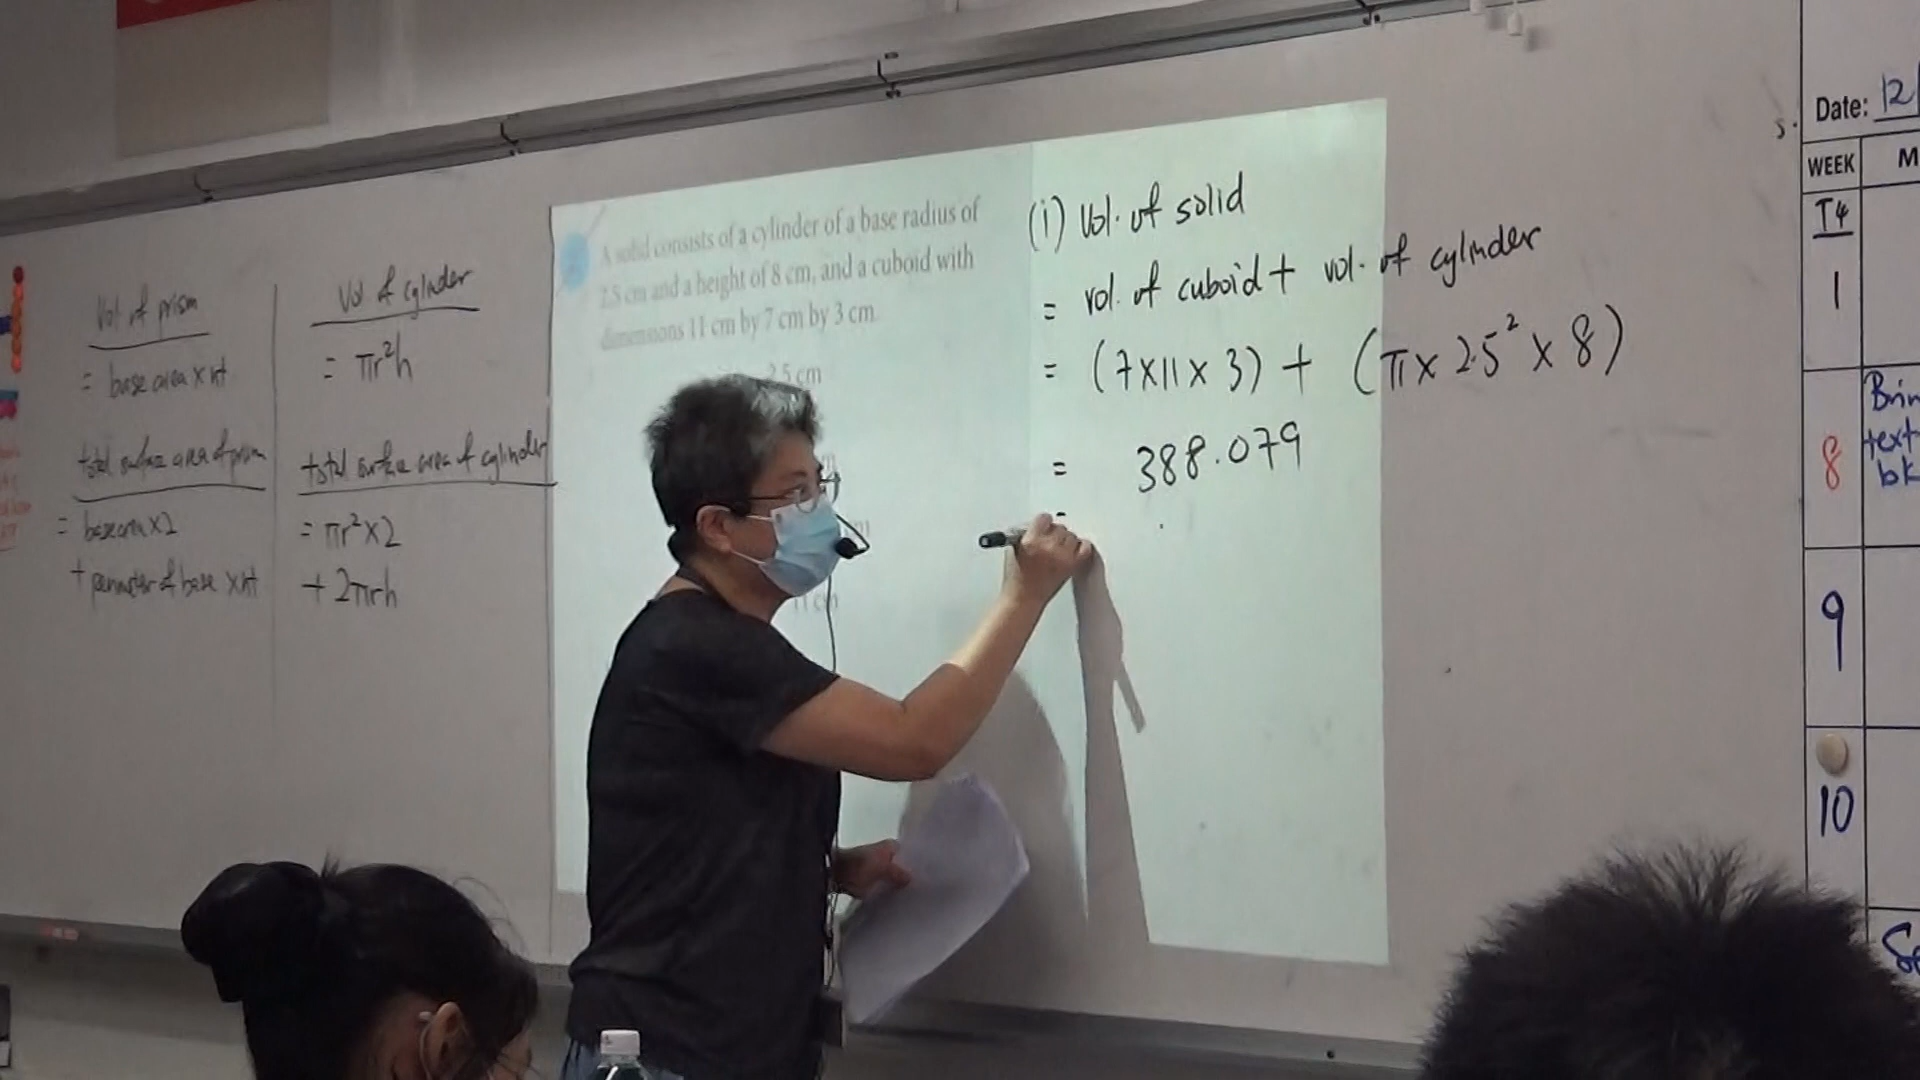 Vol of prism
= base area x ht
total surface area of prism
= base area x 2
+ perimeter of base x ht
Vol of cylinder
= πr²h
total surface area of cylinder
= πr² x 2
+ 2πrh
A solid consists of a cylinder of a base radius of
2.5 cm and a height of 8 cm, and a cuboid with
dimensions 11 cm by 7 cm by 3 cm.
2.5 cm
11 cm
(i) Vol. of solid
= vol. of cuboid + vol. of cylinder
= (7 x 11 x 3) + (π x 2.5² x 8)
= 388.079
=
Date: 12/
WEEK M
T4
1
8
Brin
text
bk
9
10